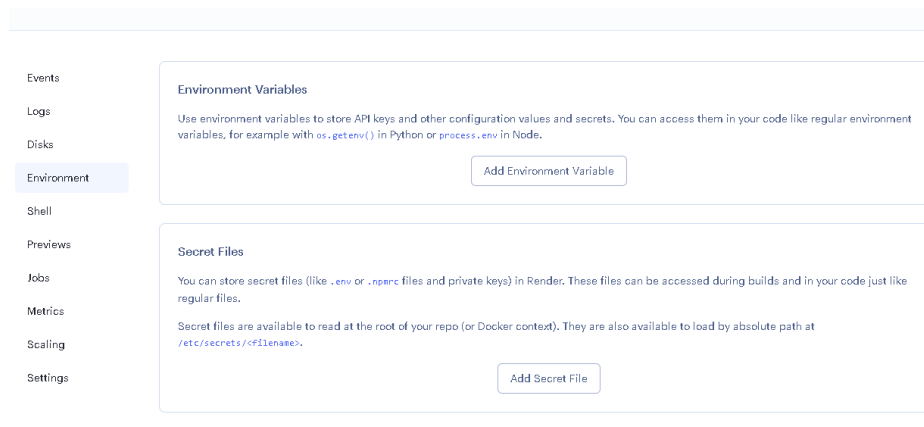 Events
Logs
Disks
Environment
Shell
Previews
Jobs
Metrics
Scaling
Settings
Environment Variables
Use environment variables to store API keys and other configuration values and secrets. You can access them in your code like regular environment
variables, for example with os.getenv() in Python or process.env in Node.
Add Environment Variable
Secret Files
You can store secret files (like .env or .npmrc files and private keys) in Render. These files can be accessed during builds and in your code just like
regular files.
Secret files are available to read at the root of your repo (or Docker context). They are also available to load by absolute path at
/etc/secrets/<filename>.
Add Secret File